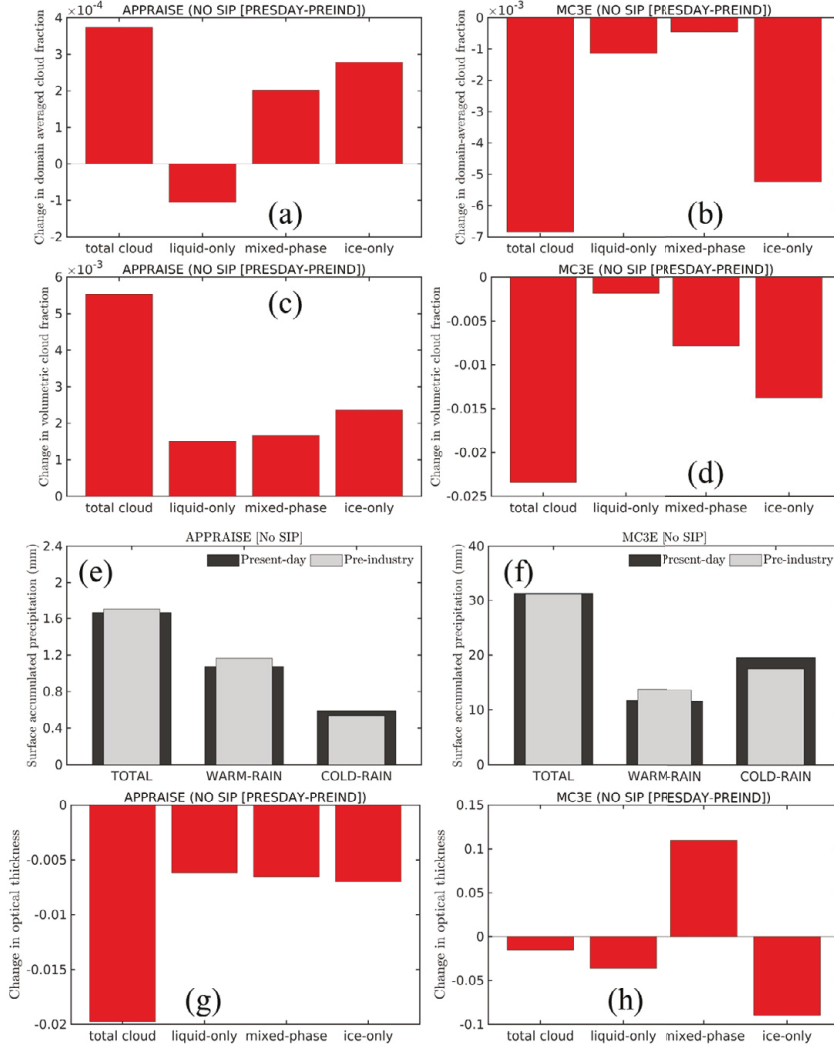 APPRAISE (NO SIP [PRESDAY-PREIND])
×10⁻⁴
Change in domain averaged cloud fraction
4
3
2
1
0
-1
-2
(a)
total cloud liquid-only mixed-phase ice-only
MC3E (NO SIP [PRESDAY-PREIND])
×10⁻³
Change in domain-averaged cloud fraction
0
-1
-2
-3
-4
-5
-6
-7
(b)
total cloud liquid-only mixed-phase ice-only
APPRAISE (NO SIP [PRESDAY-PREIND])
×10⁻³
Change in volumetric cloud fraction
6
5
4
3
2
1
0
(c)
total cloud liquid-only mixed-phase ice-only
MC3E (NO SIP [PRESDAY-PREIND])
Change in volumetric cloud fraction
0
-0.005
-0.01
-0.015
-0.02
-0.025
(d)
total cloud liquid-only mixed-phase ice-only
APPRAISE [No SIP]
Surface accumulated precipitation (mm)
2.4
2
1.6
1.2
0.8
0.4
0
(e)
Present-day Pre-industry
TOTAL WARM-RAIN COLD-RAIN
MC3E [No SIP]
Surface accumulated precipitation (mm)
40
30
20
10
0
(f)
Present-day Pre-industry
TOTAL WARM-RAIN COLD-RAIN
APPRAISE (NO SIP [PRESDAY-PREIND])
Change in optical thickness
0
-0.005
-0.01
-0.015
-0.02
(g)
total cloud liquid-only mixed-phase ice-only
MC3E (NO SIP [PRESDAY-PREIND])
Change in optical thickness
0.15
0.1
0.05
0
-0.05
-0.1
(h)
total cloud liquid-only mixed-phase ice-only